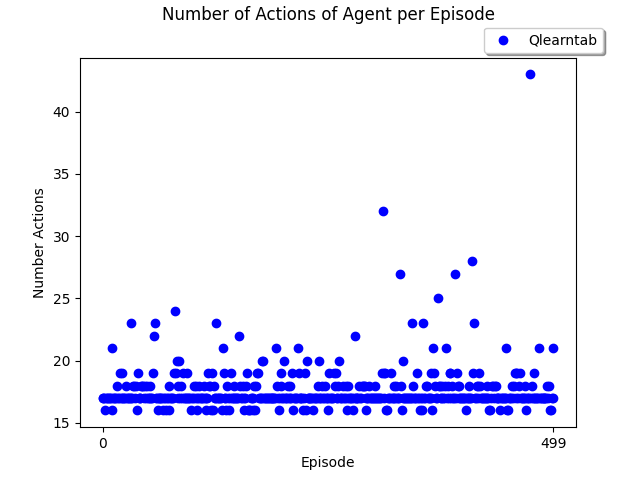 Number of Actions of Agent per Episode
Qlearntab
40
35
30
25
20
15
Number Actions
0
499
Episode